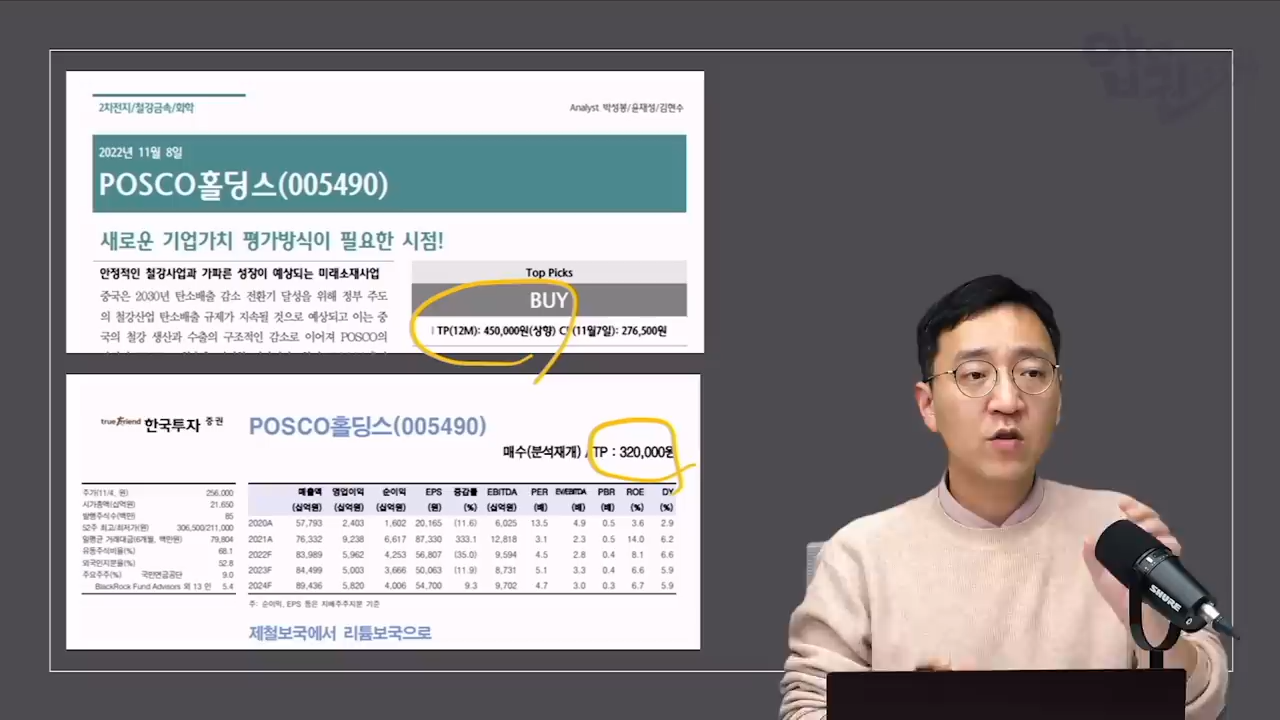 2차전지/철강금속/화학
Analyst 박성봉/윤재성/김현수
2022년 11월 8일
POSCO홀딩스(005490)
새로운 기업가치 평가방식이 필요한 시점!
안정적인 철강사업과 가파른 성장이 예상되는 미래소재사업
중국은 2030년 탄소배출 감소 전환기 달성을 위해 정부 주도
의 철강산업 탄소배출 규제가 지속될 것으로 예상되고 이는 중
국의 철강 생산과 수출의 구조적인 감소로 이어져 POSCO의
Top Picks
BUY
TP(12M): 450,000원(상향) CP(11월7일): 276,500원
true Friend 한국투자 증권
POSCO홀딩스(005490)
매수(분석재개) / TP : 320,000원
주가(11/4, 원) 256,000
시가총액(십억원) 21,650
발행주식수(백만) 85
52주 최고/최저가(원) 306,500/211,000
일평균 거래대금(6개월, 백만원) 79,804
유동주식비율(%) 68.1
외국인지분율(%) 52.8
주요주주(%) 국민연금공단 9.0
BlackRock Fund Advisors 외 13 인 5.4
매출액 영업이익 순이익 EPS 증감률 EBITDA PER EV/EBITDA PBR ROE DY
(십억원) (십억원) (십억원) (원) (%) (십억원) (배) (배) (배) (%) (%)
2020A 57,793 2,403 1,602 20,165 (11.6) 6,025 13.5 4.9 0.5 3.6 2.9
2021A 76,332 9,238 6,617 87,330 333.1 12,818 3.1 2.3 0.5 14.0 6.2
2022F 83,989 5,962 4,253 56,807 (35.0) 9,594 4.5 2.8 0.4 8.1 6.6
2023F 84,499 5,003 3,666 50,063 (11.9) 8,731 5.1 3.3 0.4 6.6 5.9
2024F 89,436 5,820 4,006 54,700 9.3 9,702 4.7 3.0 0.3 6.7 5.9
주: 순이익, EPS 등은 지배주주지분 기준
제철보국에서 리튬보국으로
SHURE